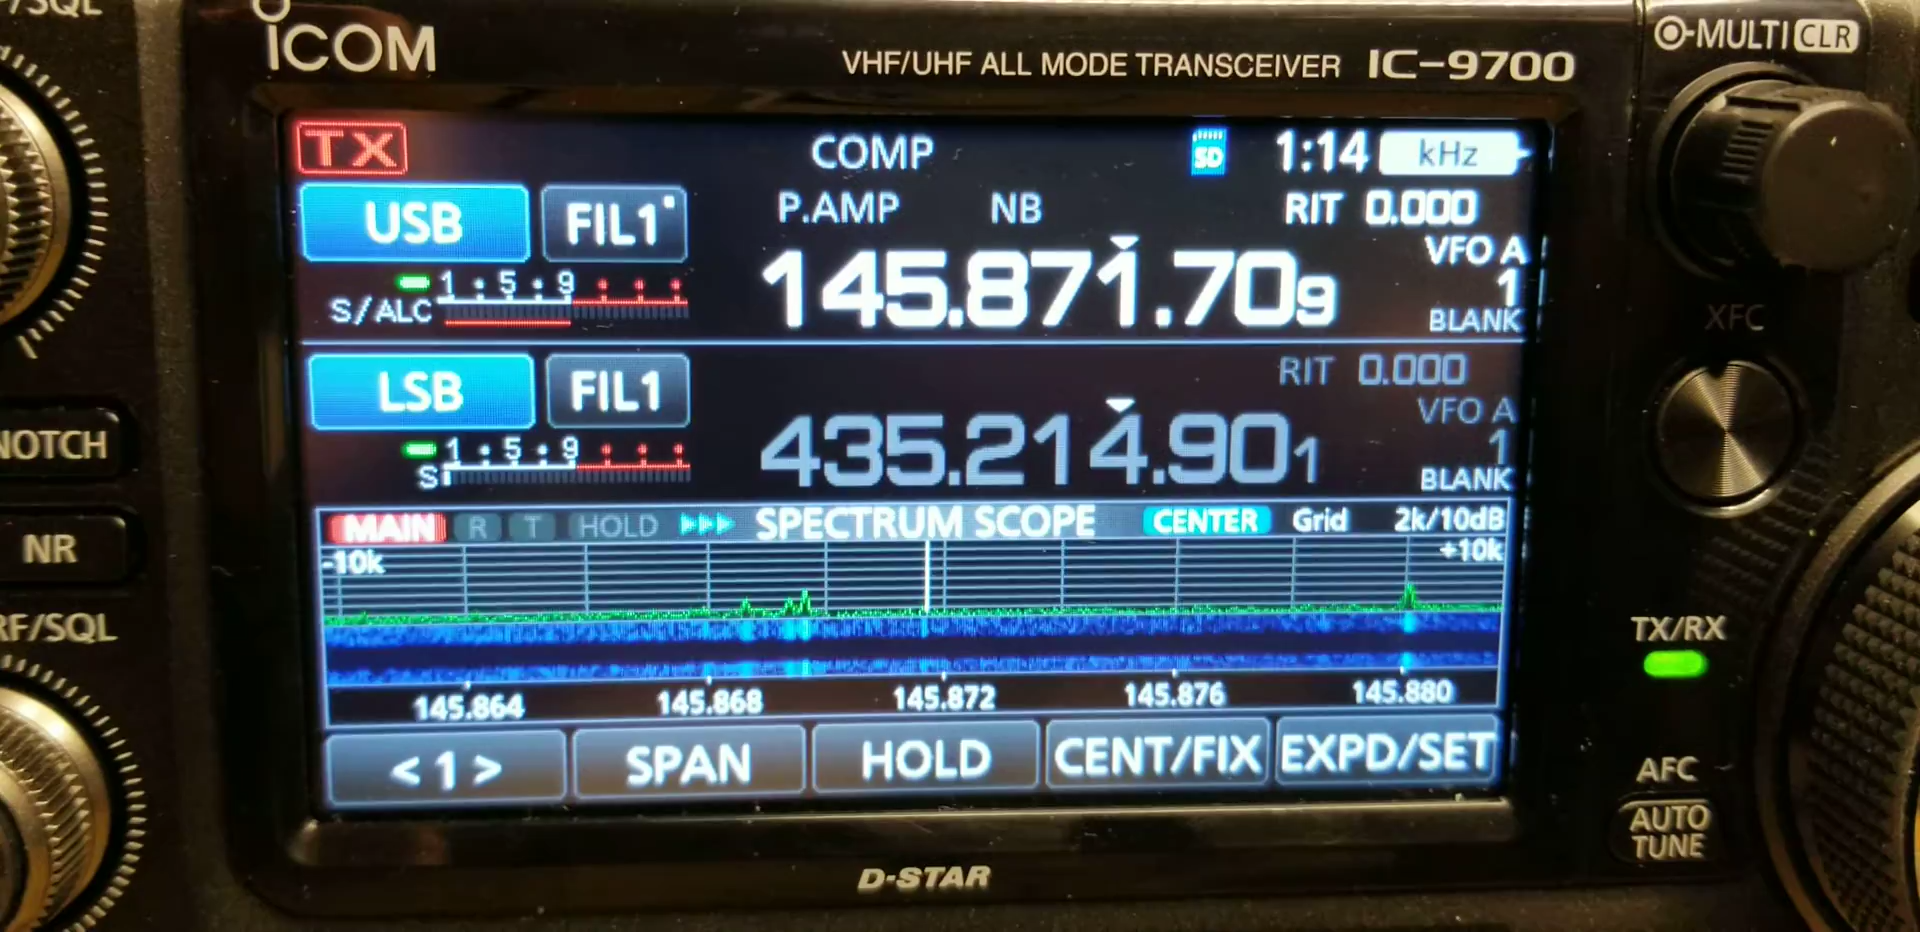 /SQL
ICOM
VHF/UHF ALL MODE TRANSCEIVER IC-9700
MULTI CLR
TX COMP SD 1:14 kHz
USB FIL1 P.AMP NB RIT 0.000
VFO A
145.871.709
1
1 5 9
S/ALC
BLANK
XFC
LSB FIL1 RIT 0.000
VFO A
435.214.901
1
1 5 9
S
BLANK
NOTCH
NR
RF/SQL
MAIN R T HOLD SPECTRUM SCOPE CENTER Grid 2k/10dB
-10k +10k
145.864 145.868 145.872 145.876 145.880
<1> SPAN HOLD CENT/FIX EXPD/SET
TX/RX
AFC
AUTO
TUNE
D-STAR